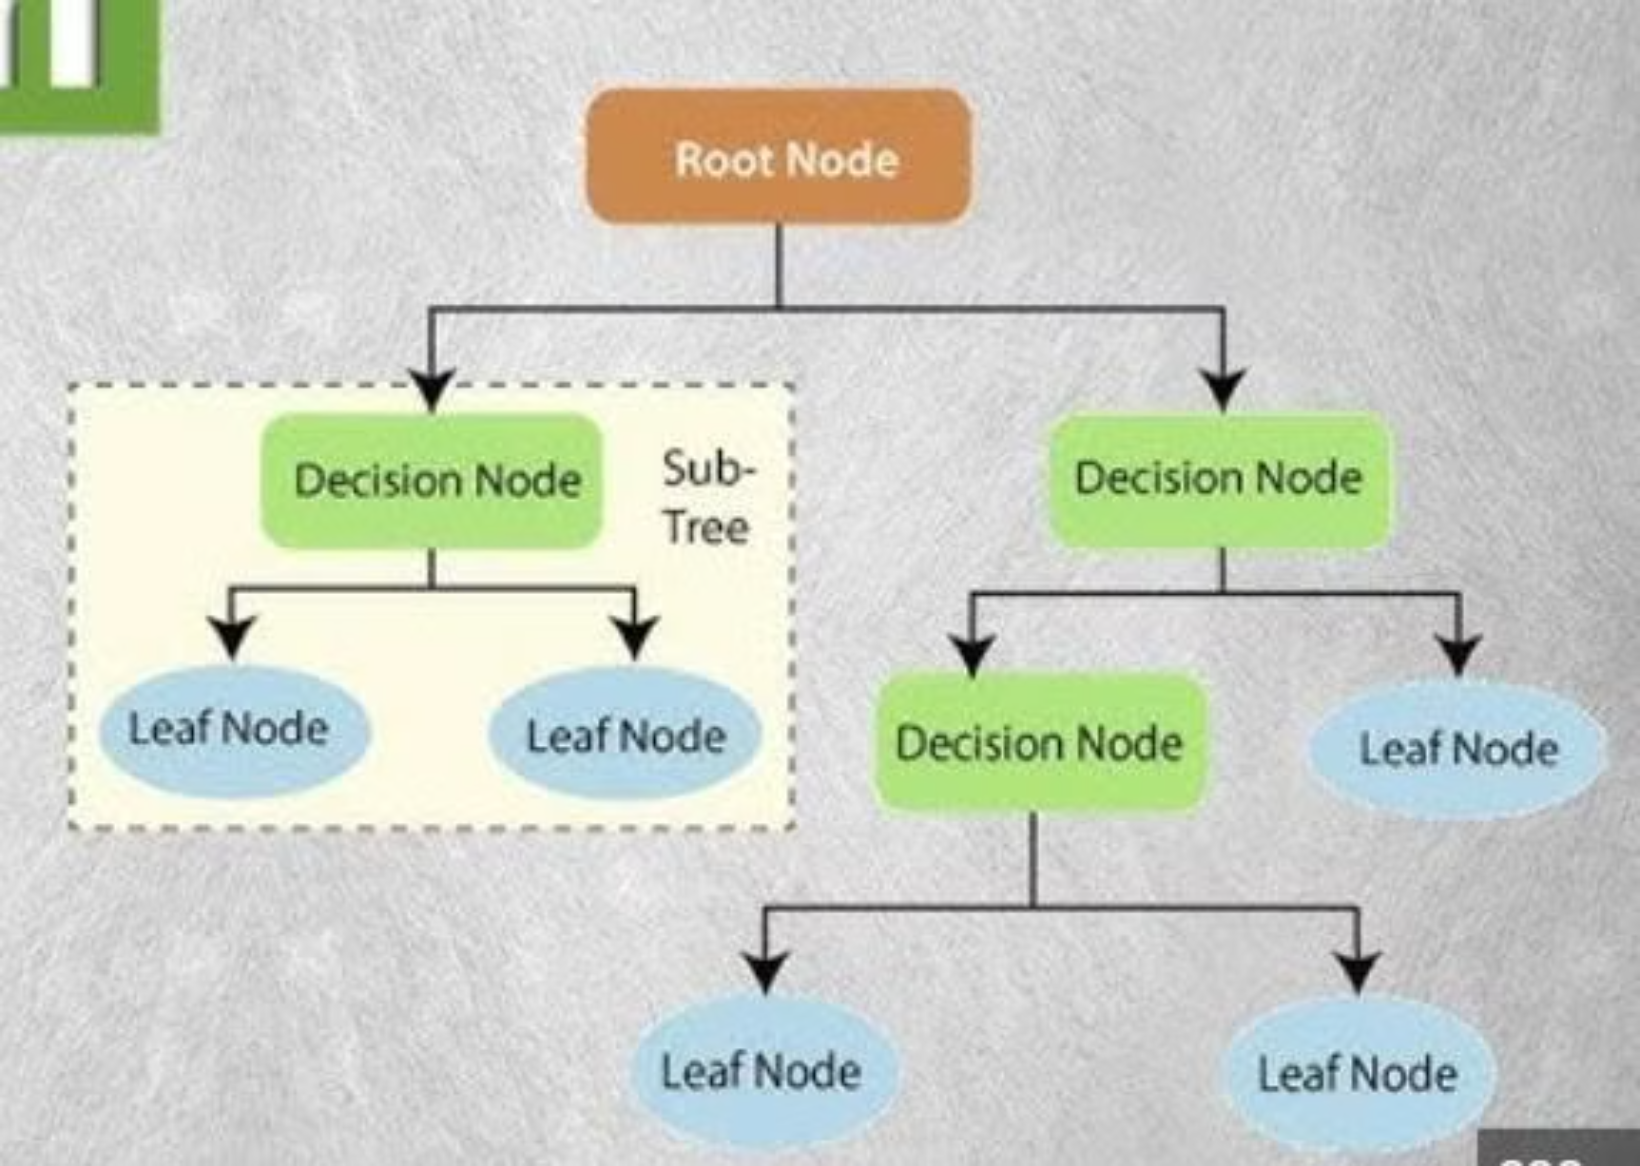 Root Node
Decision Node
Sub-
Tree
Decision Node
Leaf Node
Leaf Node
Decision Node
Leaf Node
Leaf Node
Leaf Node